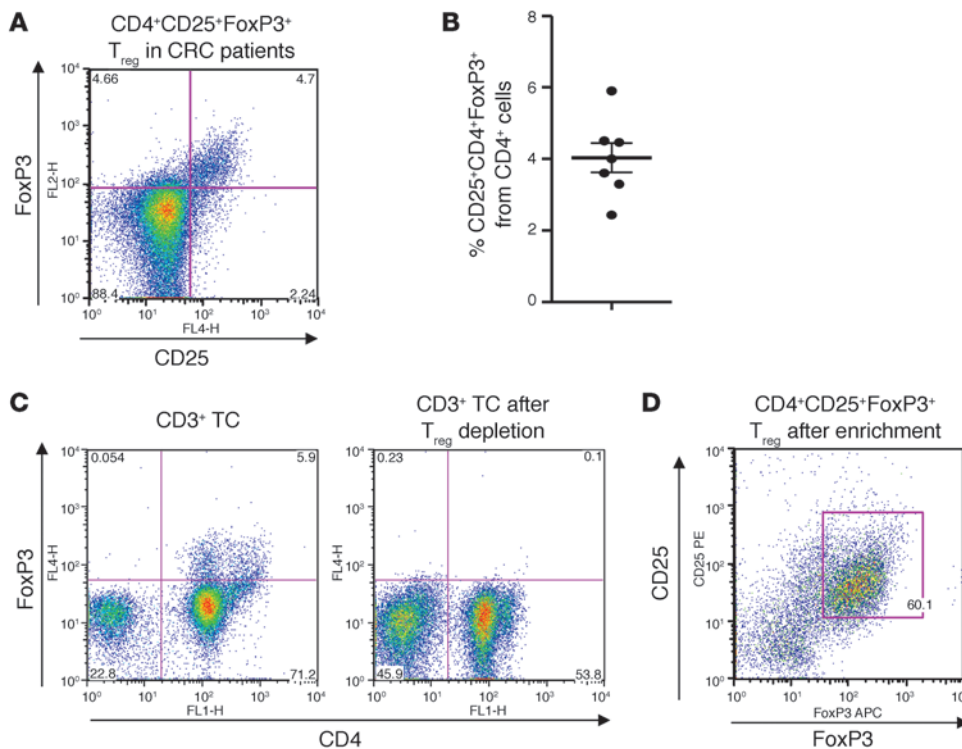 A
CD4⁺CD25⁺FoxP3⁺
T_reg in CRC patients
FoxP3
FL2-H
10⁴
10³
10²
10¹
10⁰
4.66
4.7
88.4
2.24
10⁰ 10¹ 10² 10³ 10⁴
FL4-H
CD25
B
% CD25⁺CD4⁺FoxP3⁺
from CD4⁺ cells
8
6
4
2
0
C
CD3⁺ TC
FoxP3
FL4-H
10⁴
10³
10²
10¹
10⁰
0.054
5.9
22.8
71.2
10⁰ 10¹ 10² 10³ 10⁴
FL1-H
CD3⁺ TC after
T_reg depletion
FL4-H
10⁴
10³
10²
10¹
10⁰
0.23
0.1
45.9
53.8
10⁰ 10¹ 10² 10³ 10⁴
FL1-H
CD4
D
CD4⁺CD25⁺FoxP3⁺
T_reg after enrichment
CD25
CD25 PE
10⁴
10³
10²
10¹
10⁰
60.1
10⁰ 10¹ 10² 10³ 10⁴
FoxP3 APC
FoxP3